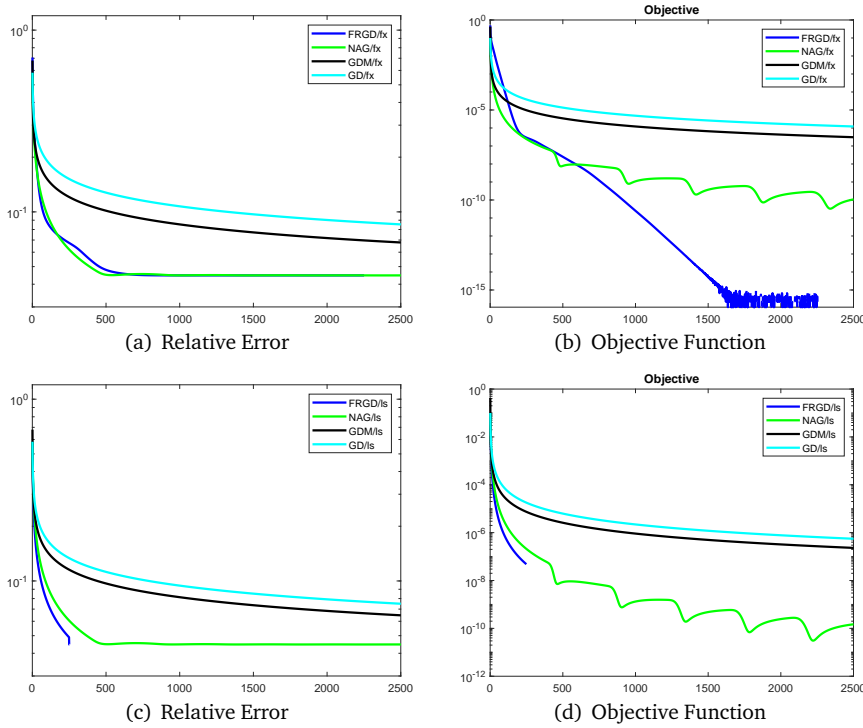 10^0
10^-1
0
500
1000
1500
2000
2500
FRGD/fx
NAG/fx
GDM/fx
GD/fx
(a) Relative Error
Objective
10^0
10^-5
10^-10
10^-15
0
500
1000
1500
2000
2500
FRGD/fx
NAG/fx
GDM/fx
GD/fx
(b) Objective Function
10^0
10^-1
0
500
1000
1500
2000
2500
FRGD/ls
NAG/ls
GDM/ls
GD/ls
(c) Relative Error
Objective
10^0
10^-2
10^-4
10^-6
10^-8
10^-10
10^-12
0
500
1000
1500
2000
2500
FRGD/ls
NAG/ls
GDM/ls
GD/ls
(d) Objective Function